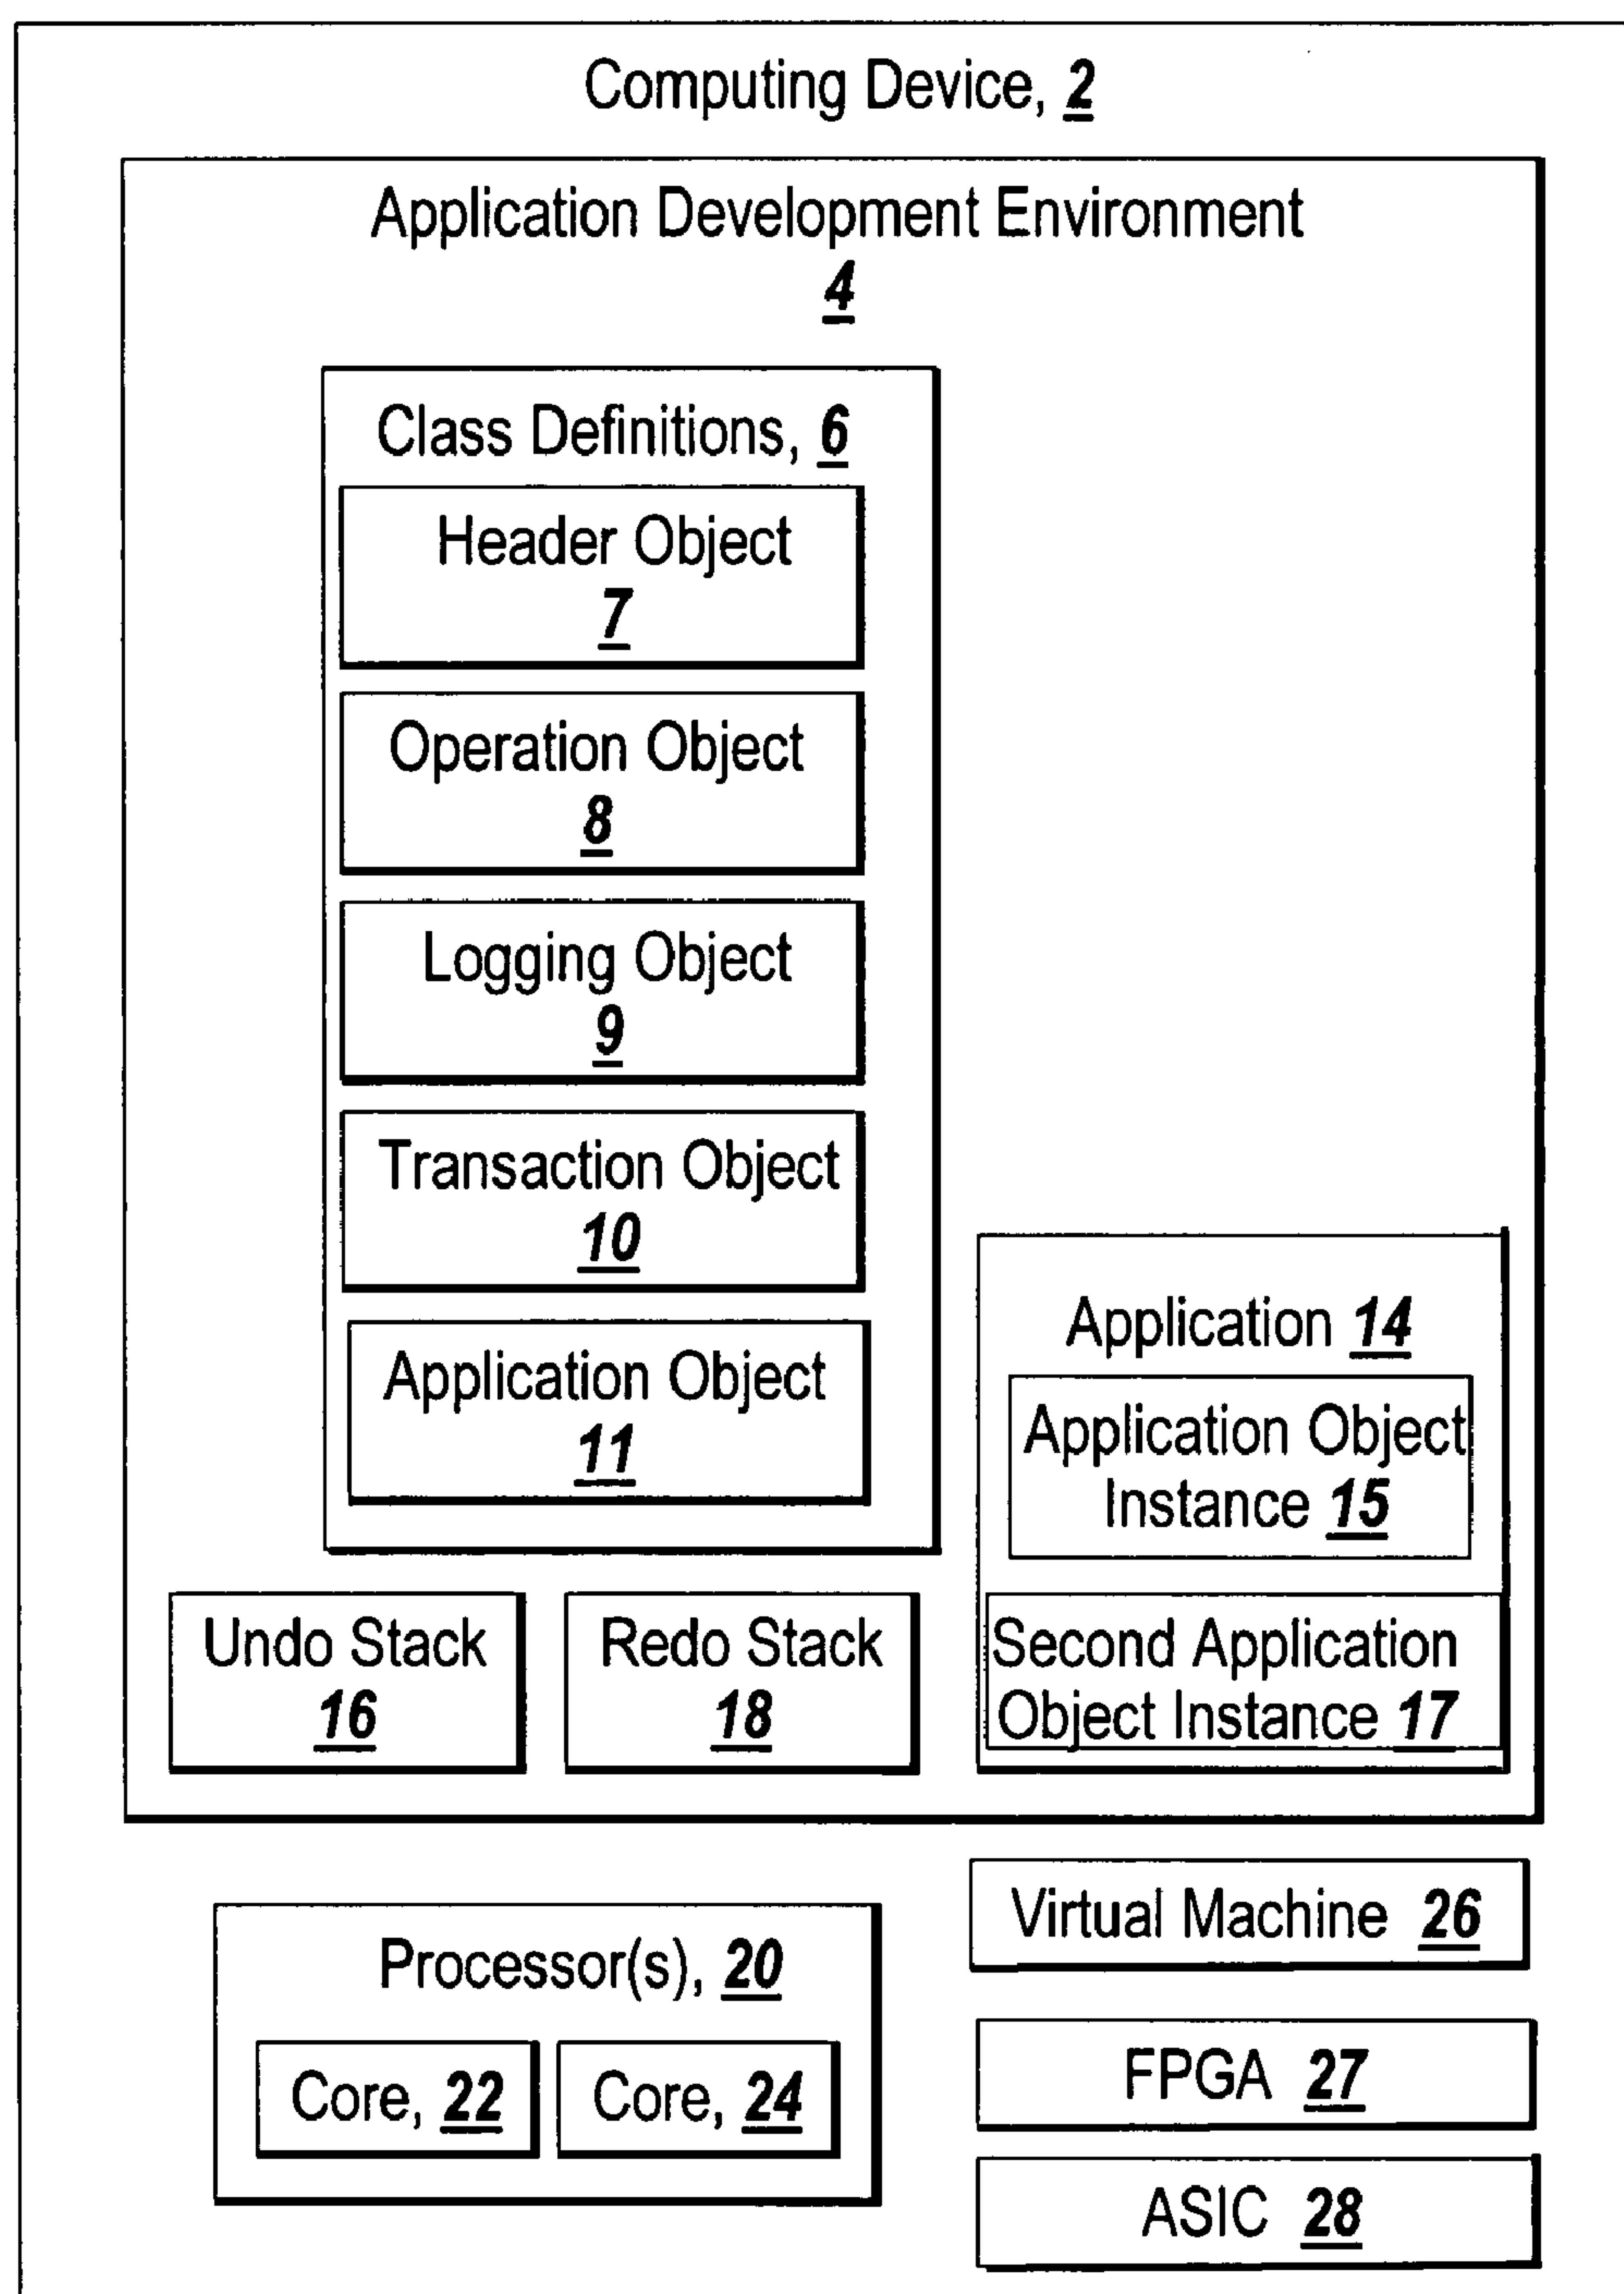 Computing Device, 2
Application Development Environment
4
Class Definitions, 6
Header Object
7
Operation Object
8
Logging Object
9
Transaction Object
10
Application Object
11
Application 14
Application Object
Instance 15
Second Application
Object Instance 17
Undo Stack
16
Redo Stack
18
Processor(s), 20
Core, 22
Core, 24
Virtual Machine 26
FPGA 27
ASIC 28